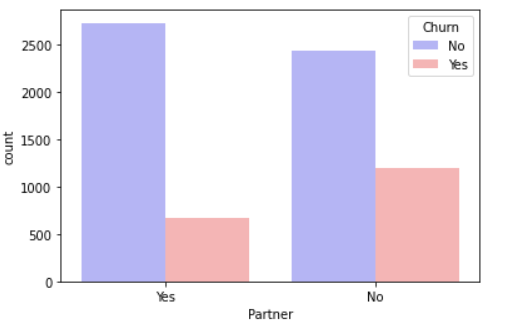 Churn
No
Yes
2500
2000
1500
1000
500
0
count
Yes No
Partner